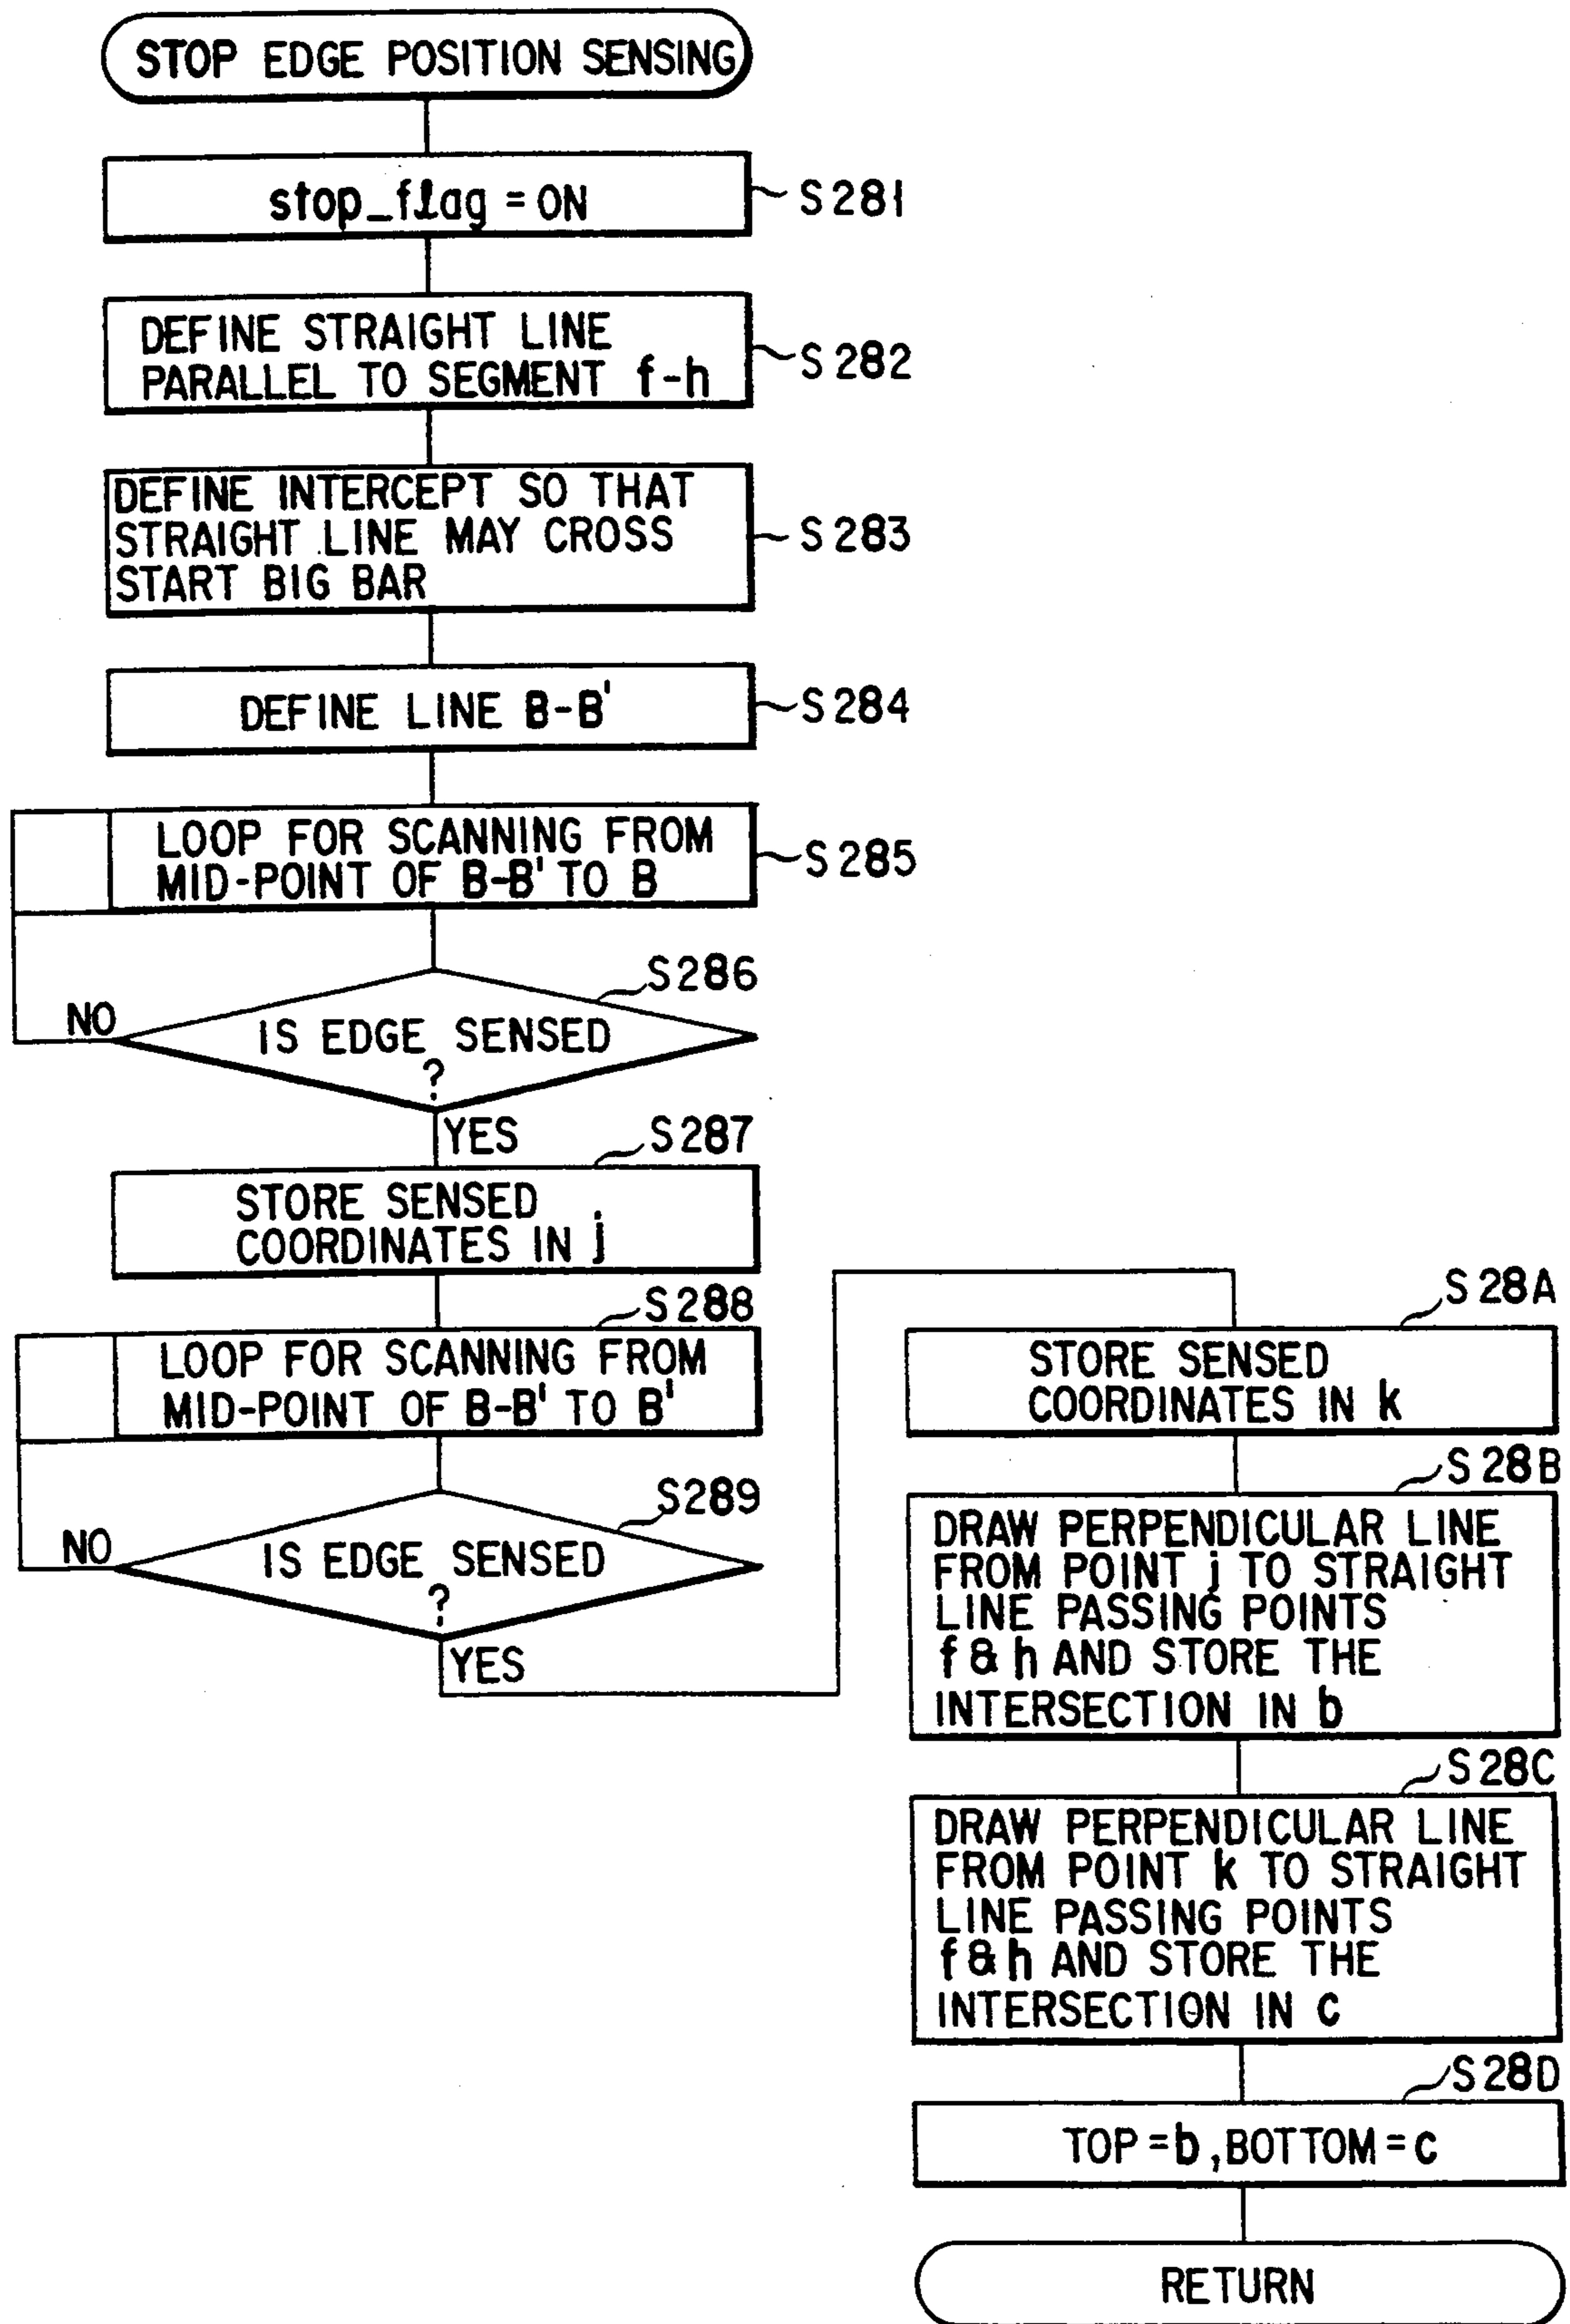 STOP EDGE POSITION SENSING
stop_flag = ON
S281
DEFINE STRAIGHT LINE
PARALLEL TO SEGMENT f-h
S282
DEFINE INTERCEPT SO THAT
STRAIGHT LINE MAY CROSS
START BIG BAR
S283
DEFINE LINE B-B'
S284
LOOP FOR SCANNING FROM
MID-POINT OF B-B' TO B
S285
S286
NO
IS EDGE SENSED
?
YES
S287
STORE SENSED
COORDINATES IN j
S288
LOOP FOR SCANNING FROM
MID-POINT OF B-B' TO B'
S289
NO
IS EDGE SENSED
?
YES
S28A
STORE SENSED
COORDINATES IN k
S28B
DRAW PERPENDICULAR LINE
FROM POINT j TO STRAIGHT
LINE PASSING POINTS
f & h AND STORE THE
INTERSECTION IN b
S28C
DRAW PERPENDICULAR LINE
FROM POINT k TO STRAIGHT
LINE PASSING POINTS
f & h AND STORE THE
INTERSECTION IN c
S28D
TOP = b, BOTTOM = c
RETURN